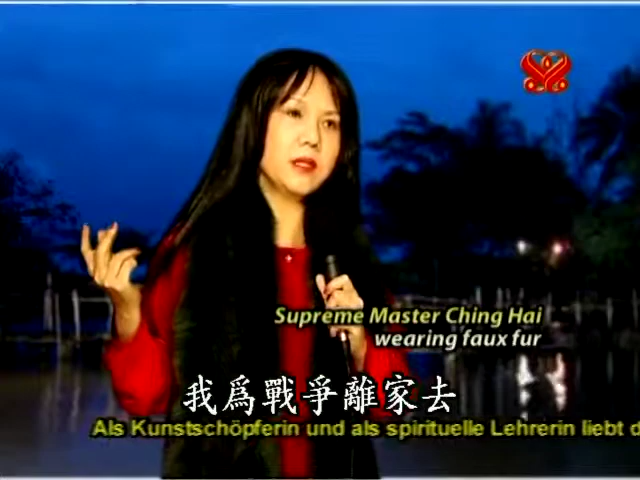 Supreme Master Ching Hai
wearing faux fur
我為戰爭離家去
Als Kunstschöpferin und als spirituelle Lehrerin liebt d